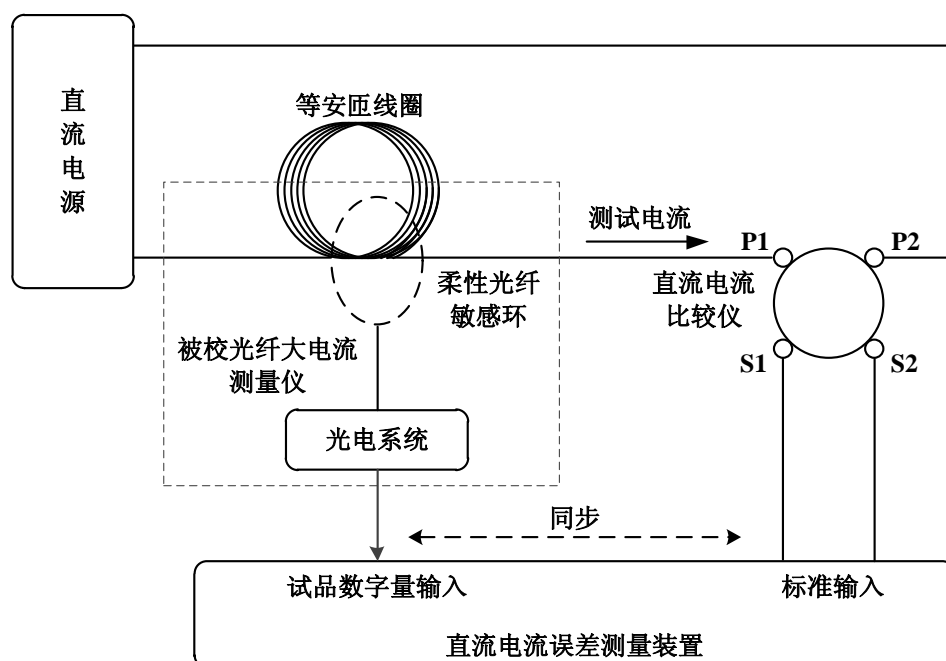 直
流
电
源
等安匝线圈
测试电流
P1
P2
柔性光纤
敏感环
直流电流
比较仪
被校光纤大电流
测量仪
S1
S2
光电系统
同步
试品数字量输入
标准输入
直流电流误差测量装置